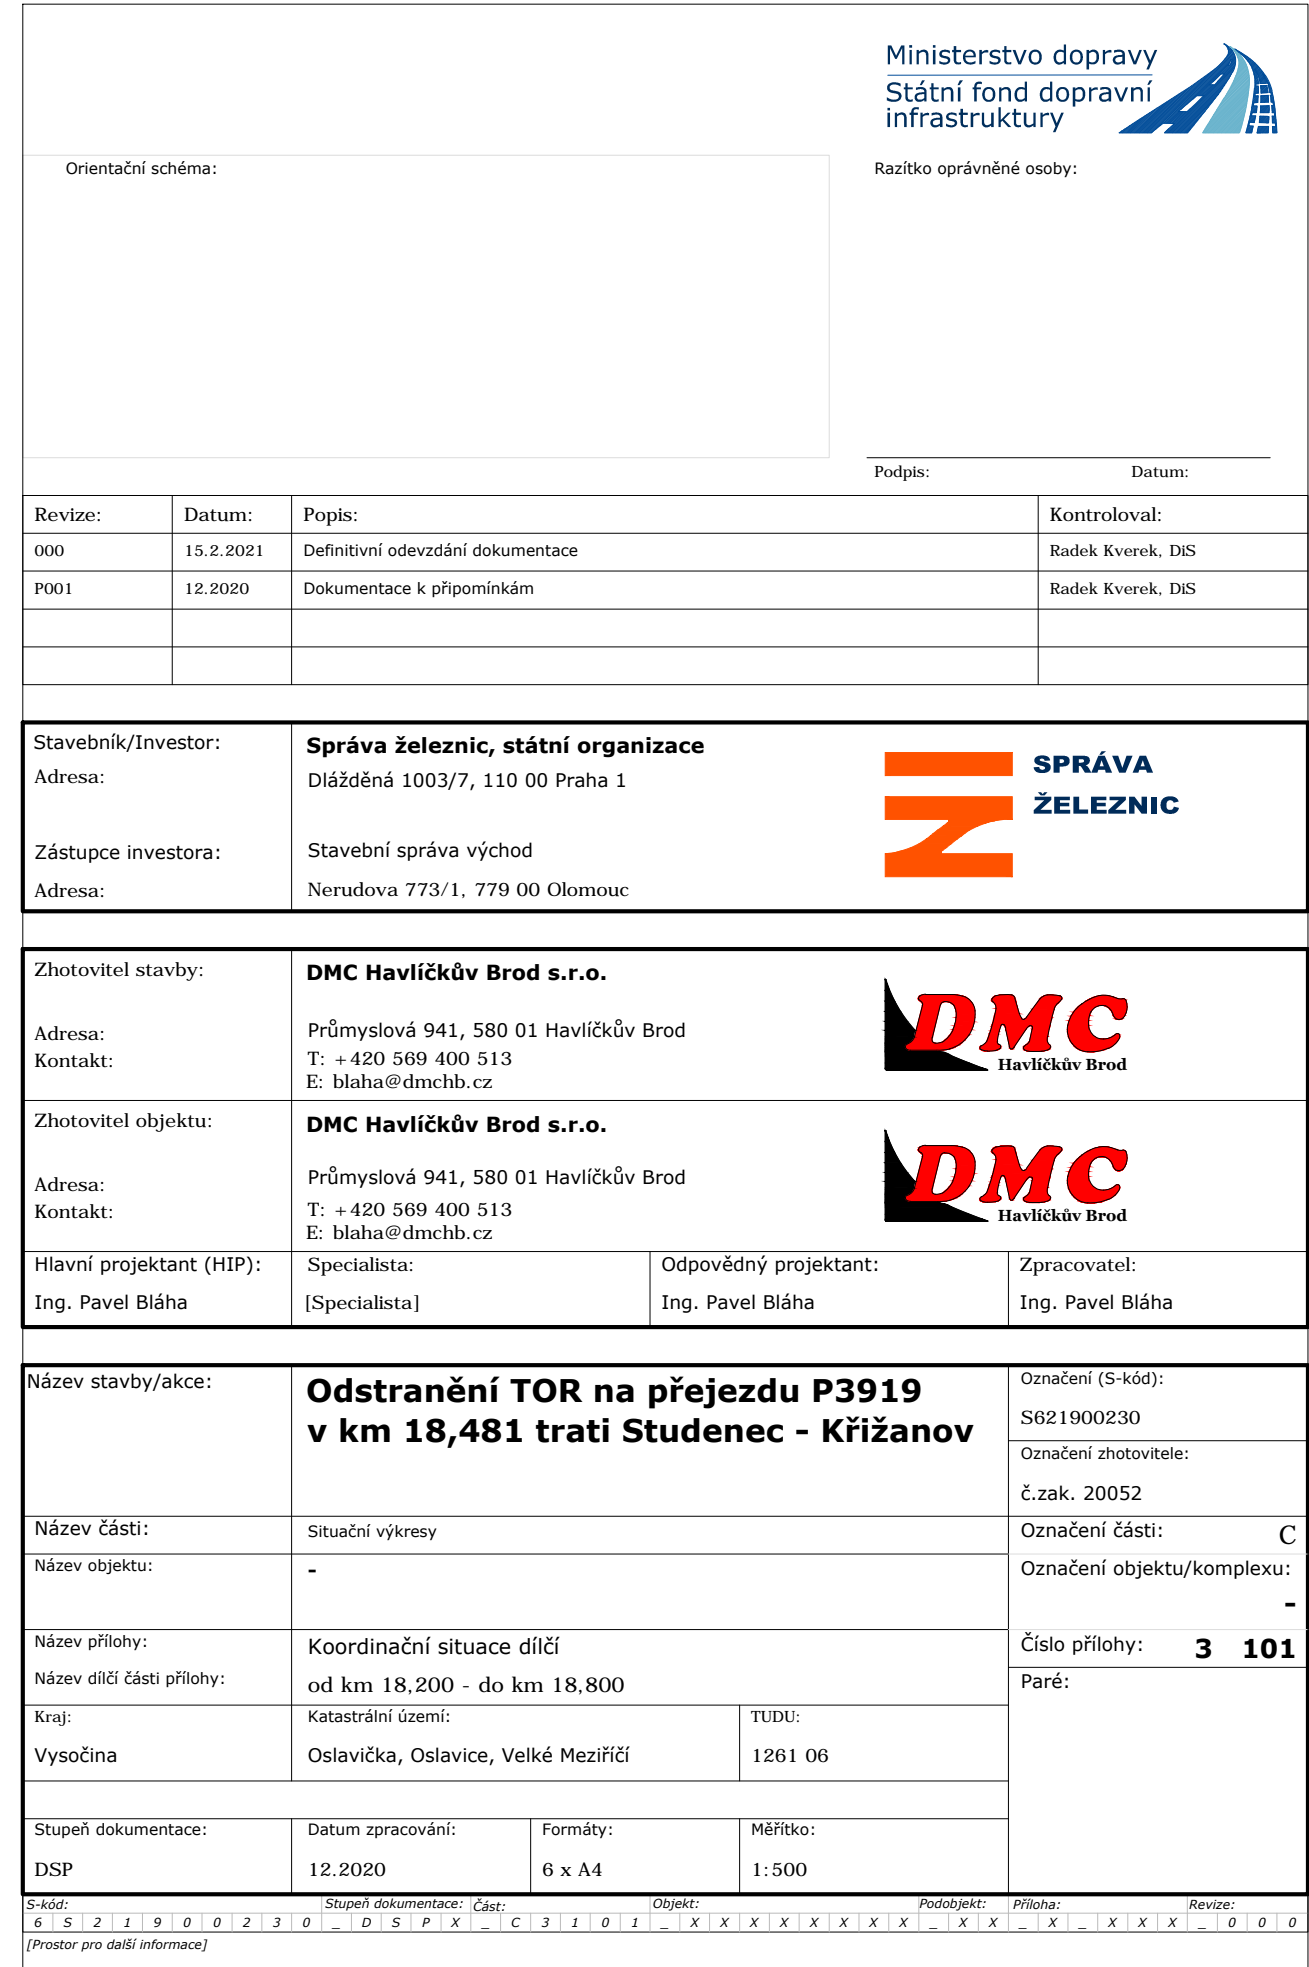 Ministerstvo dopravy
Státní fond dopravní
infrastruktury
Orientační schéma:
Razítko oprávněné osoby:
Podpis: Datum:
Revize: Datum: Popis: Kontroloval:
000 15.2.2021 Definitivní odevzdání dokumentace Radek Kverek, DiS
P001 12.2020 Dokumentace k připomínkám Radek Kverek, DiS
Stavebník/Investor: Správa železnic, státní organizace
Adresa: Dlážděná 1003/7, 110 00 Praha 1
SPRÁVA
ŽELEZNIC
Zástupce investora: Stavební správa východ
Adresa: Nerudova 773/1, 779 00 Olomouc
Zhotovitel stavby: DMC Havlíčkův Brod s.r.o.
Adresa: Průmyslová 941, 580 01 Havlíčkův Brod
Kontakt: T: +420 569 400 513
E: blaha@dmchb.cz
DMC
Havlíčkův Brod
Zhotovitel objektu: DMC Havlíčkův Brod s.r.o.
Adresa: Průmyslová 941, 580 01 Havlíčkův Brod
Kontakt: T: +420 569 400 513
E: blaha@dmchb.cz
DMC
Havlíčkův Brod
Hlavní projektant (HIP): Specialista: Odpovědný projektant: Zpracovatel:
Ing. Pavel Bláha [Specialista] Ing. Pavel Bláha Ing. Pavel Bláha
Název stavby/akce: Odstranění TOR na přejezdu P3919
v km 18,481 trati Studenec - Křižanov
Označení (S-kód):
S621900230
Označení zhotovitele:
č.zak. 20052
Název části: Situační výkresy Označení části: C
Název objektu: - Označení objektu/komplexu:
-
Název přílohy: Koordinační situace dílčí Číslo přílohy: 3 101
Název dílčí části přílohy: od km 18,200 - do km 18,800 Paré:
Kraj: Katastrální území: TUDU:
Vysočina Oslavička, Oslavice, Velké Meziříčí 1261 06
Stupeň dokumentace: Datum zpracování: Formáty: Měřítko:
DSP 12.2020 6 x A4 1:500
S-kód: Stupeň dokumentace: Část: Objekt: Podobjekt: Příloha: Revize:
6 S 2 1 9 0 0 2 3 0 _ D S P X _ C 3 1 0 1 _ X X X X X X X X _ X X _ X _ X X X _ 0 0 0
[Prostor pro další informace]